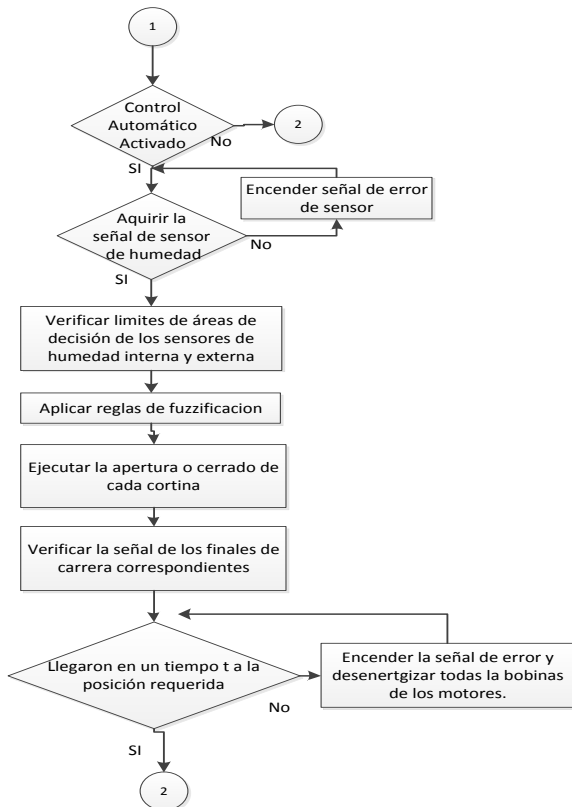 1
Control
Automático
Activado
No
2
SI
Encender señal de error
de sensor
Aquirir la
señal de sensor
de humedad
No
SI
Verificar limites de áreas de
decisión de los sensores de
humedad interna y externa
Aplicar reglas de fuzzificacion
Ejecutar la apertura o cerrado de
cada cortina
Verificar la señal de los finales de
carrera correspondientes
Llegaron en un tiempo t a la
posición requerida
Encender la señal de error y
desenertgizar todas la bobinas
de los motores.
No
SI
2